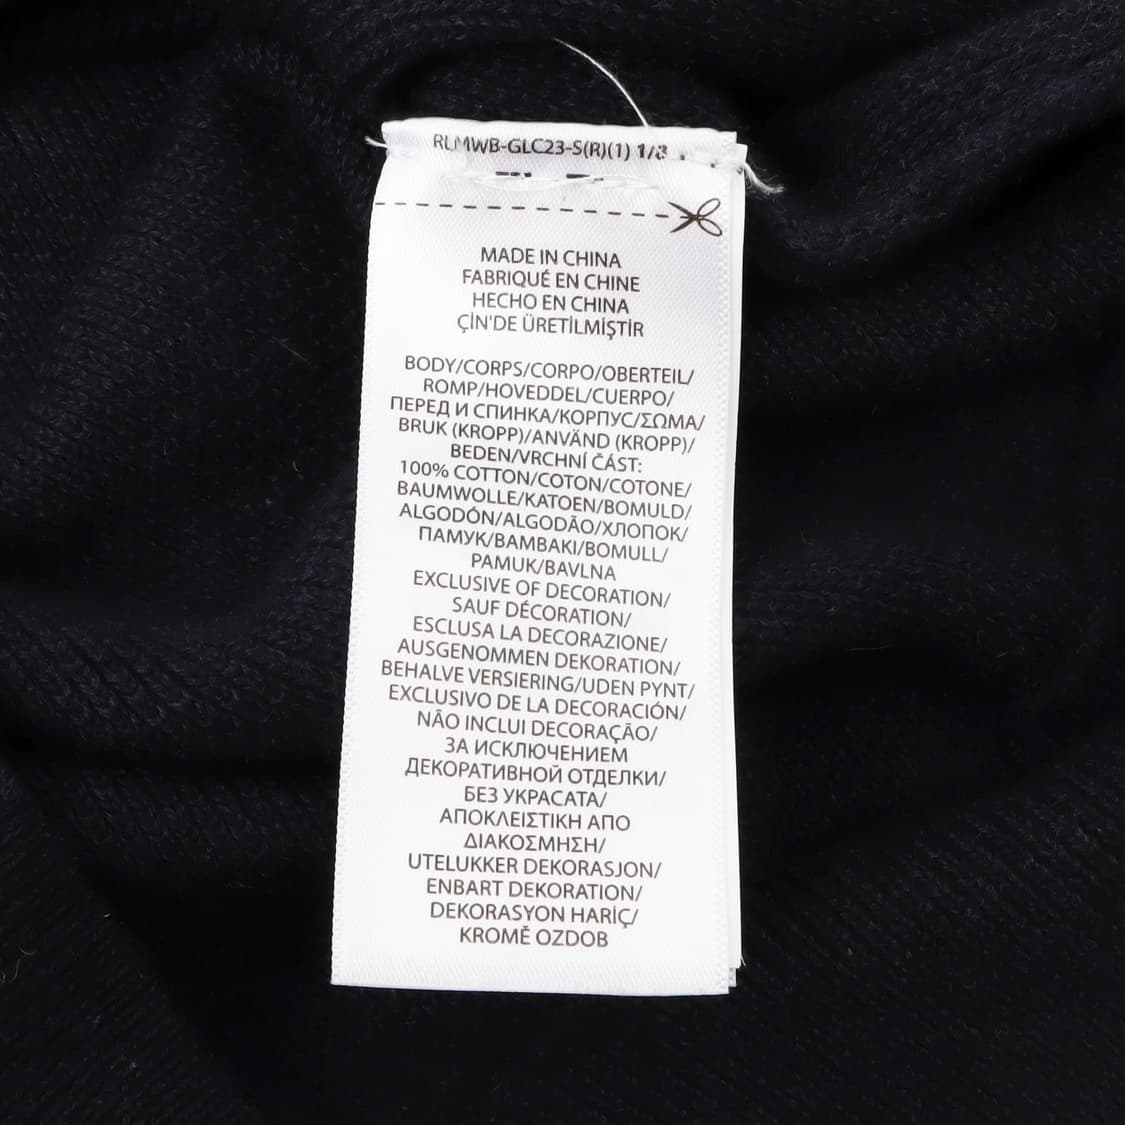 RLMWB-GLC23-S(R)(1) 1/8
MADE IN CHINA
FABRIQUÉ EN CHINE
HECHO EN CHINA
ÇİN'DE ÜRETİLMİŞTİR
BODY/CORPS/CORPO/OBERTEIL/
ROMP/HOVEDDEL/CUERPO/
ПЕРЕД И СПИНКА/КОРПУС/ΣΩΜΑ/
BRUK (KROPP)/ANVÄND (KROPP)/
BEDEN/VRCHNÍ ČÁST:
100% COTTON/COTON/COTONE/
BAUMWOLLE/KATOEN/BOMULD/
ALGODÓN/ALGODÃO/ХЛОПОК/
ПАМУК/BAMBAKI/BOMULL/
PAMUK/BAVLNA
EXCLUSIVE OF DECORATION/
SAUF DÉCORATION/
ESCLUSA LA DECORAZIONE/
AUSGENOMMEN DEKORATION/
BEHALVE VERSIERING/UDEN PYNT/
EXCLUSIVO DE LA DECORACIÓN/
NÃO INCLUI DECORAÇÃO/
ЗА ИСКЛЮЧЕНИЕМ
ДЕКОРАТИВНОЙ ОТДЕЛКИ/
БЕЗ УКРАСАТА/
ΑΠΟΚΛΕΙΣΤΙΚΗ ΑΠΟ
ΔΙΑΚΟΣΜΗΣΗ/
UTELUKKER DEKORASJON/
ENBART DEKORATION/
DEKORASYON HARİÇ/
KROMĚ OZDOB